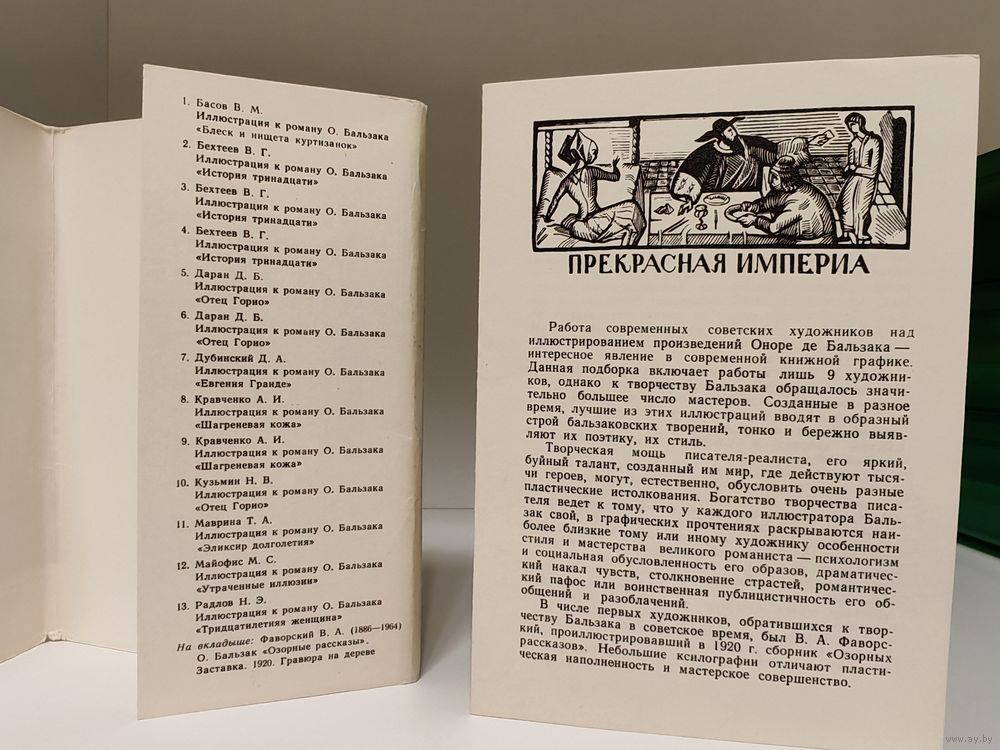 1. Басов В. М.
Иллюстрация к роману О. Бальзака
«Блеск и нищета куртизанок»
2. Бехтеев В. Г.
Иллюстрация к роману О. Бальзака
«История тринадцати»
3. Бехтеев В. Г.
Иллюстрация к роману О. Бальзака
«История тринадцати»
4. Бехтеев В. Г.
Иллюстрация к роману О. Бальзака
«История тринадцати»
5. Даран Д. Б.
Иллюстрация к роману О. Бальзака
«Отец Горио»
6. Даран Д. Б.
Иллюстрация к роману О. Бальзака
«Отец Горио»
7. Дубинский Д. А.
Иллюстрация к роману О. Бальзака
«Евгения Гранде»
8. Кравченко А. И.
Иллюстрация к роману О. Бальзака
«Шагреневая кожа»
9. Кравченко А. И.
Иллюстрация к роману О. Бальзака
«Шагреневая кожа»
10. Кузьмин Н. В.
Иллюстрация к роману О. Бальзака
«Отец Горио»
11. Маврина Т. А.
Иллюстрация к роману О. Бальзака
«Эликсир долголетия»
12. Майофис М. С.
Иллюстрация к роману О. Бальзака
«Утраченные иллюзии»
13. Радлов Н. Э.
Иллюстрация к роману О. Бальзака
«Тридцатилетняя женщина»
На вкладыше: Фаворский В. А. (1886—1964)
О. Бальзак «Озорные рассказы».
Заставка. 1920. Гравюра на дереве
ПРЕКРАСНАЯ ИМПЕРИА
Работа современных советских художников над
иллюстрированием произведений Оноре де Бальзака —
интересное явление в современной книжной графике.
Данная подборка включает работы лишь 9 художни-
ков, однако к творчеству Бальзака обращалось значи-
тельно большее число мастеров. Созданные в разное
время, лучшие из этих иллюстраций вводят в образный
строй бальзаковских творений, тонко и бережно выяв-
ляют их поэтику, их стиль.
Творческая мощь писателя-реалиста, его яркий,
буйный талант, созданный им мир, где действуют тыся-
чи героев, могут, естественно, обусловить очень разные
пластические истолкования. Богатство творчества писа-
теля ведет к тому, что у каждого иллюстратора Баль-
зак свой, в графических прочтениях раскрываются наи-
более близкие тому или иному художнику особенности
стиля и мастерства великого романиста — психологизм
и социальная обусловленность его образов, драматичес-
кий накал чувств, столкновение страстей, романтичес-
кий пафос или воинственная публицистичность его об-
общений и разоблачений.
В числе первых художников, обратившихся к твор-
честву Бальзака в советское время, был В. А. Фаворс-
кий, проиллюстрировавший в 1920 г. сборник «Озорных
рассказов». Небольшие ксилографии отличают пласти-
ческая наполненность и мастерское совершенство.
www.ay.by